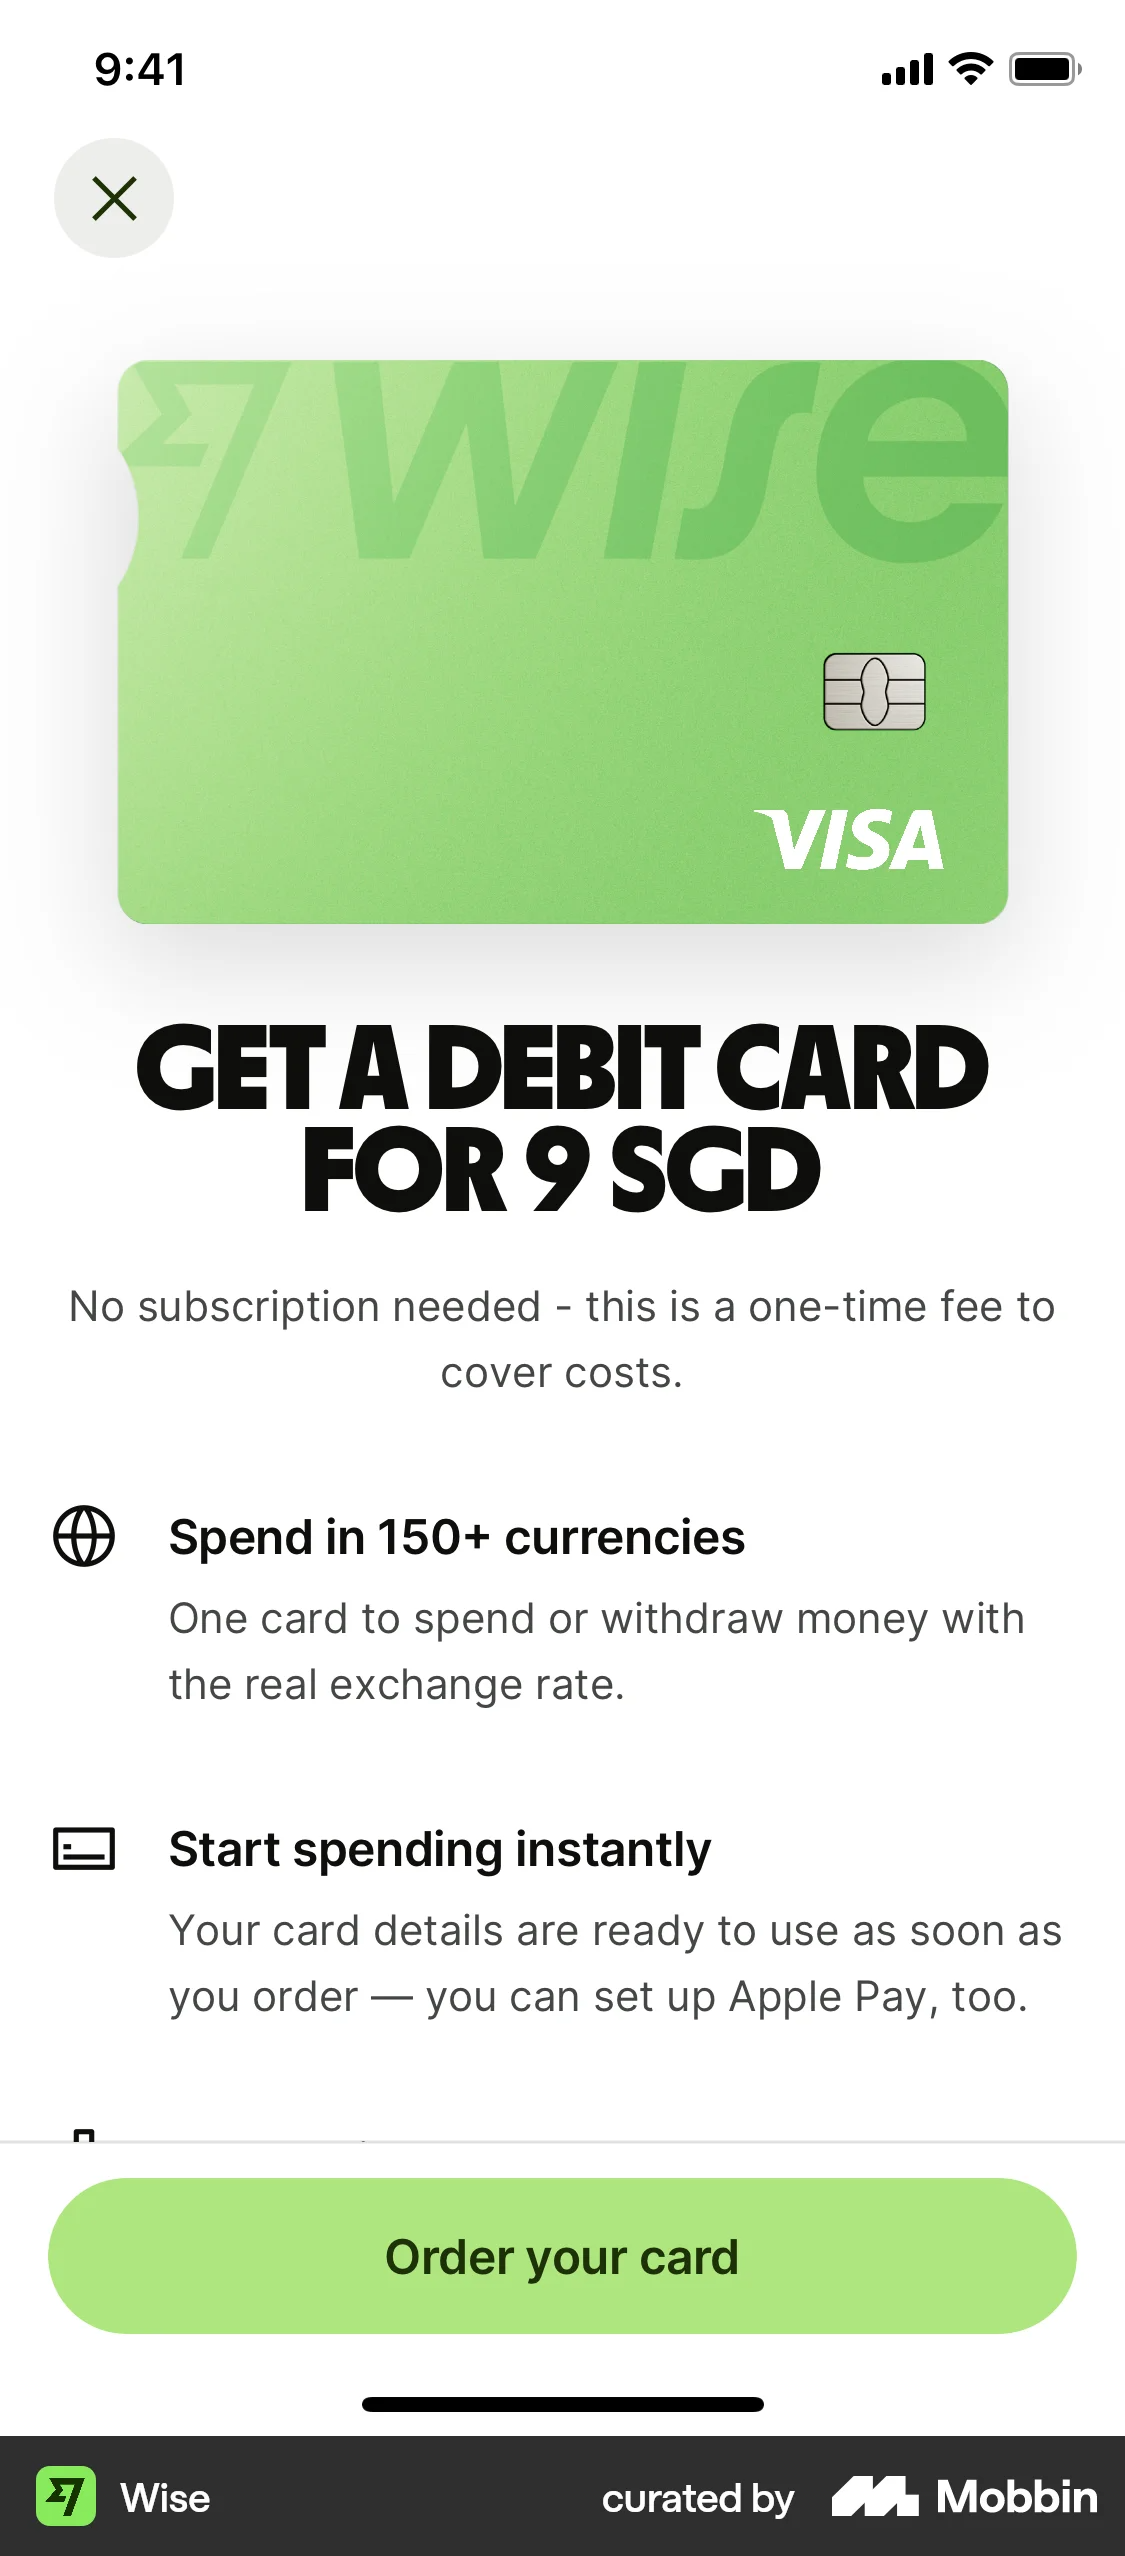 9:41
wise
VISA
GET A DEBIT CARD
FOR 9 SGD
No subscription needed - this is a one-time fee to
cover costs.
Spend in 150+ currencies
One card to spend or withdraw money with
the real exchange rate.
Start spending instantly
Your card details are ready to use as soon as
you order — you can set up Apple Pay, too.
Order your card
Wise
curated by Mobbin